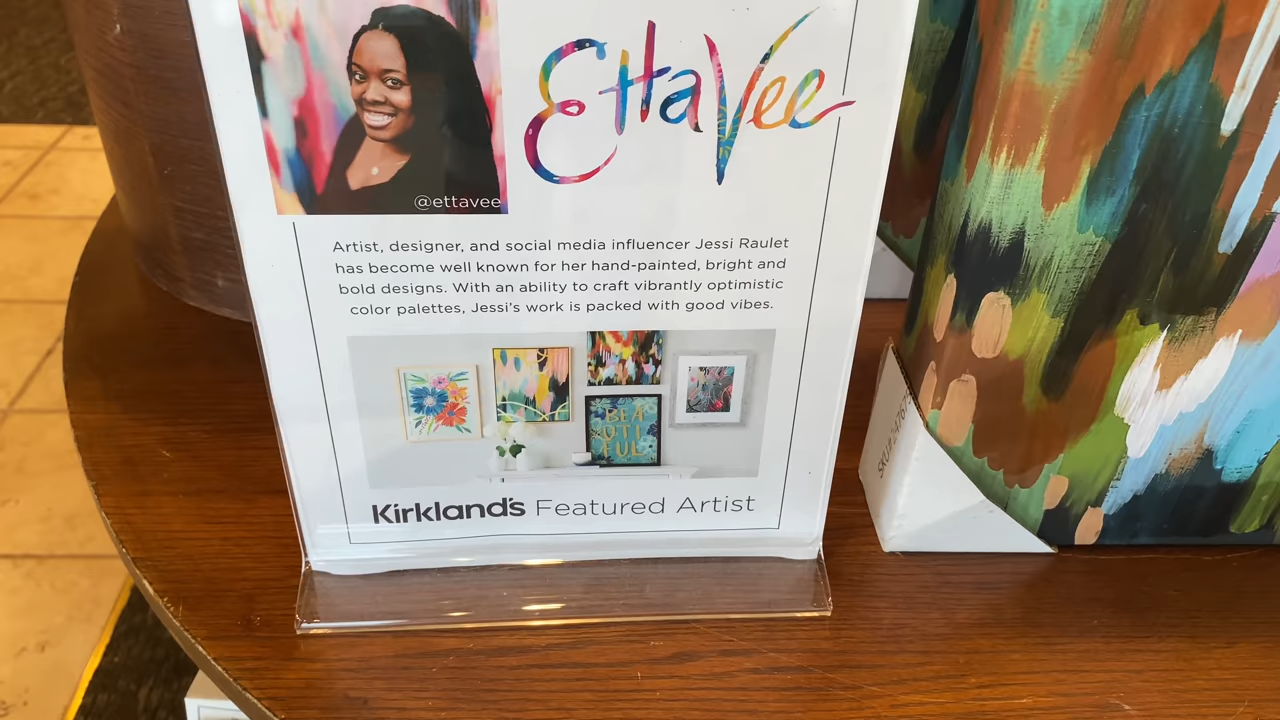 EttaVee
@ettavee
Artist, designer, and social media influencer Jessi Raulet
has become well known for her hand-painted, bright and
bold designs. With an ability to craft vibrantly optimistic
color palettes, Jessi's work is packed with good vibes.
BEA
UTI
FUL
Kirkland's Featured Artist